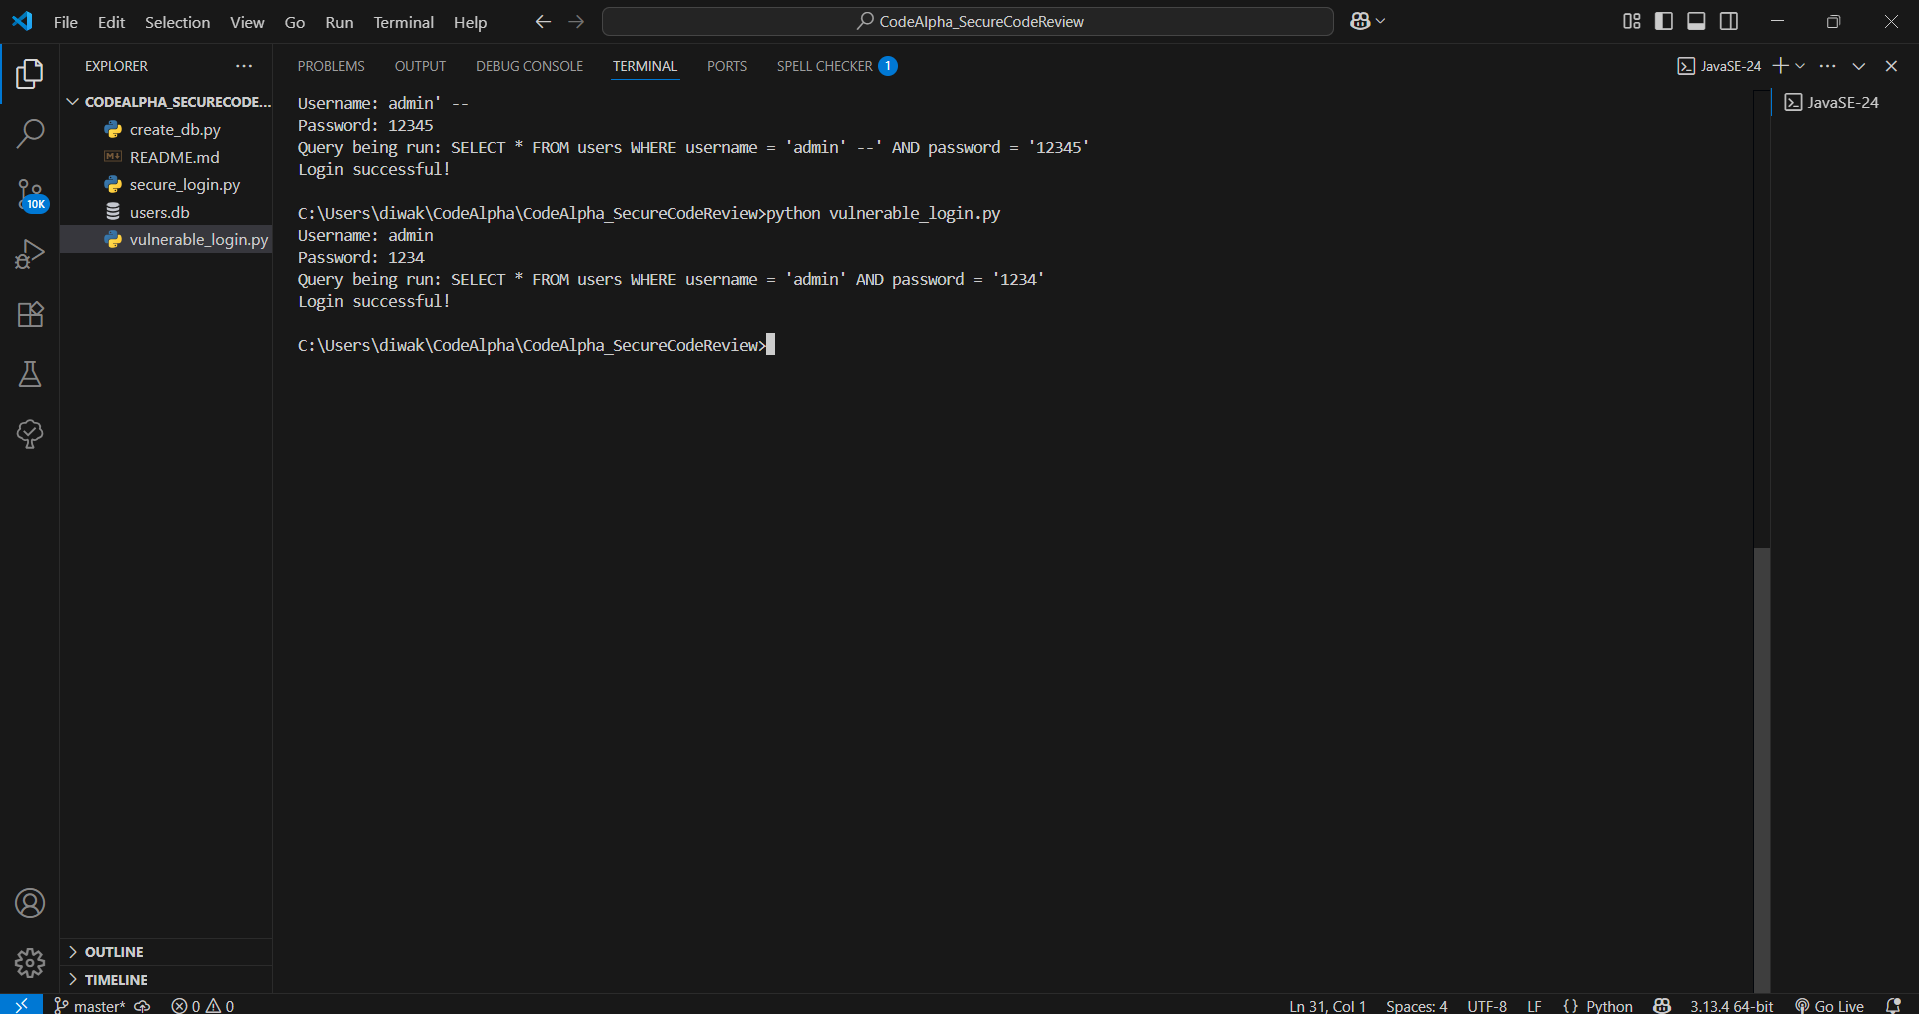 File Edit Selection View Go Run Terminal Help
CodeAlpha_SecureCodeReview
EXPLORER
CODEALPHA_SECURECODE...
create_db.py
README.md
secure_login.py
users.db
vulnerable_login.py
10K
OUTLINE
TIMELINE
PROBLEMS OUTPUT DEBUG CONSOLE TERMINAL PORTS SPELL CHECKER 1
JavaSE-24
JavaSE-24
Username: admin' --
Password: 12345
Query being run: SELECT * FROM users WHERE username = 'admin' --' AND password = '12345'
Login successful!
C:\Users\diwak\CodeAlpha\CodeAlpha_SecureCodeReview>python vulnerable_login.py
Username: admin
Password: 1234
Query being run: SELECT * FROM users WHERE username = 'admin' AND password = '1234'
Login successful!
C:\Users\diwak\CodeAlpha\CodeAlpha_SecureCodeReview>
master* 0 0
Ln 31, Col 1 Spaces: 4 UTF-8 LF {} Python 3.13.4 64-bit Go Live